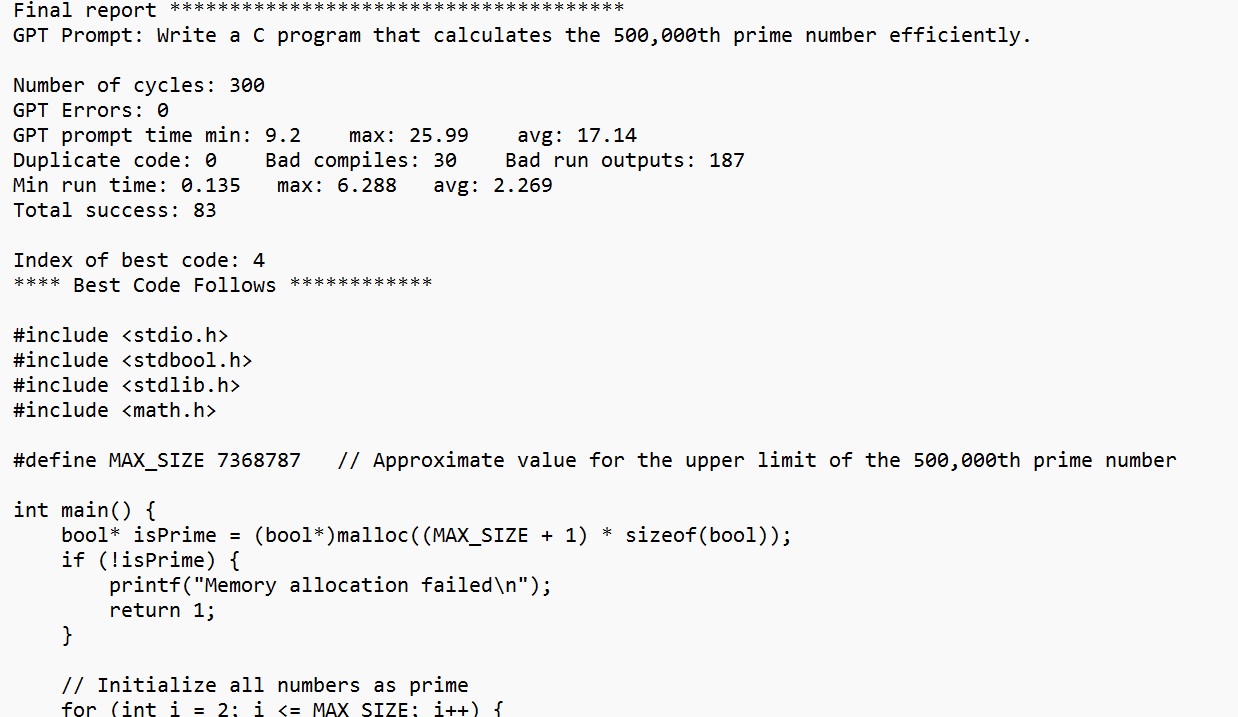 Final report **************************************
GPT Prompt: Write a C program that calculates the 500,000th prime number efficiently.
Number of cycles: 300
GPT Errors: 0
GPT prompt time min: 9.2    max: 25.99    avg: 17.14
Duplicate code: 0    Bad compiles: 30    Bad run outputs: 187
Min run time: 0.135   max: 6.288   avg: 2.269
Total success: 83
Index of best code: 4
**** Best Code Follows ************
#include <stdio.h>
#include <stdbool.h>
#include <stdlib.h>
#include <math.h>
#define MAX_SIZE 7368787   // Approximate value for the upper limit of the 500,000th prime number
int main() {
    bool* isPrime = (bool*)malloc((MAX_SIZE + 1) * sizeof(bool));
    if (!isPrime) {
        printf("Memory allocation failed\n");
        return 1;
    }
    // Initialize all numbers as prime
    for (int i = 2; i <= MAX_SIZE; i++) {